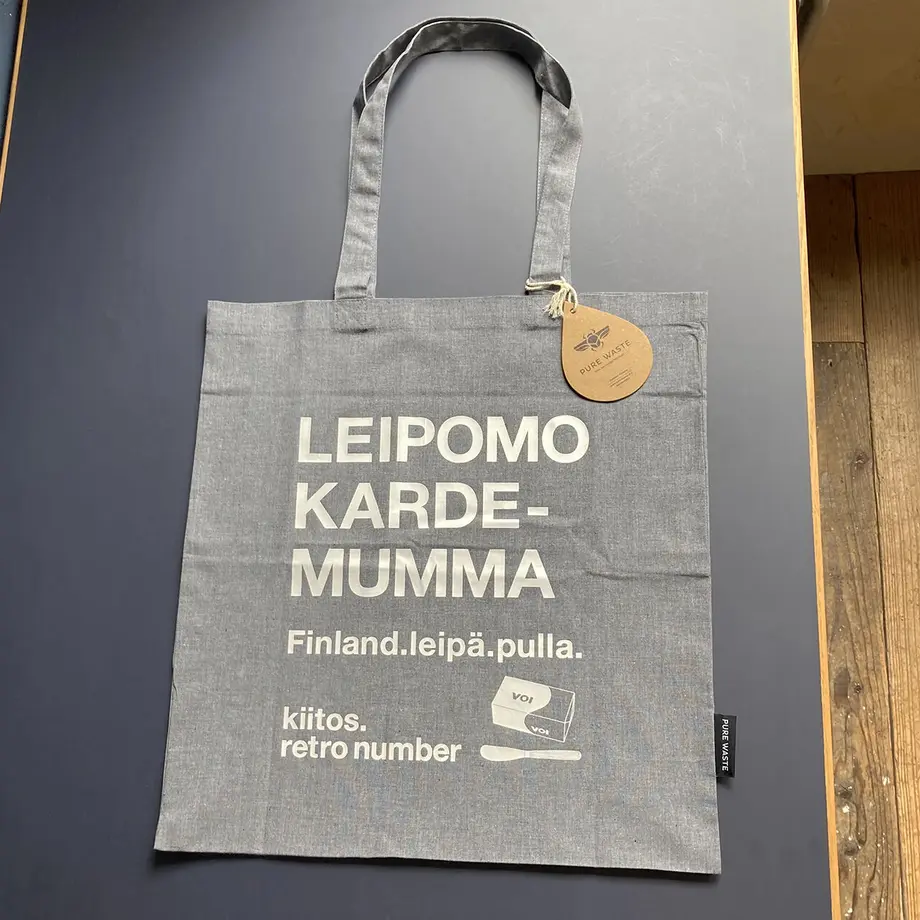 PURE WASTE
LEIPOMO
KARDE-
MUMMA
Finland.leipä.pulla.
VOI
VOI
kiitos.
retro number
PURE WASTE